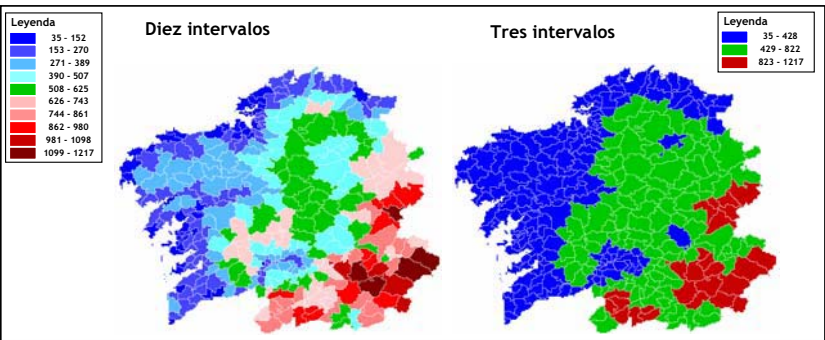 Leyenda
35 - 152
153 - 270
271 - 389
390 - 507
508 - 625
626 - 743
744 - 861
862 - 980
981 - 1098
1099 - 1217
Diez intervalos
Tres intervalos
Leyenda
35 - 428
429 - 822
823 - 1217